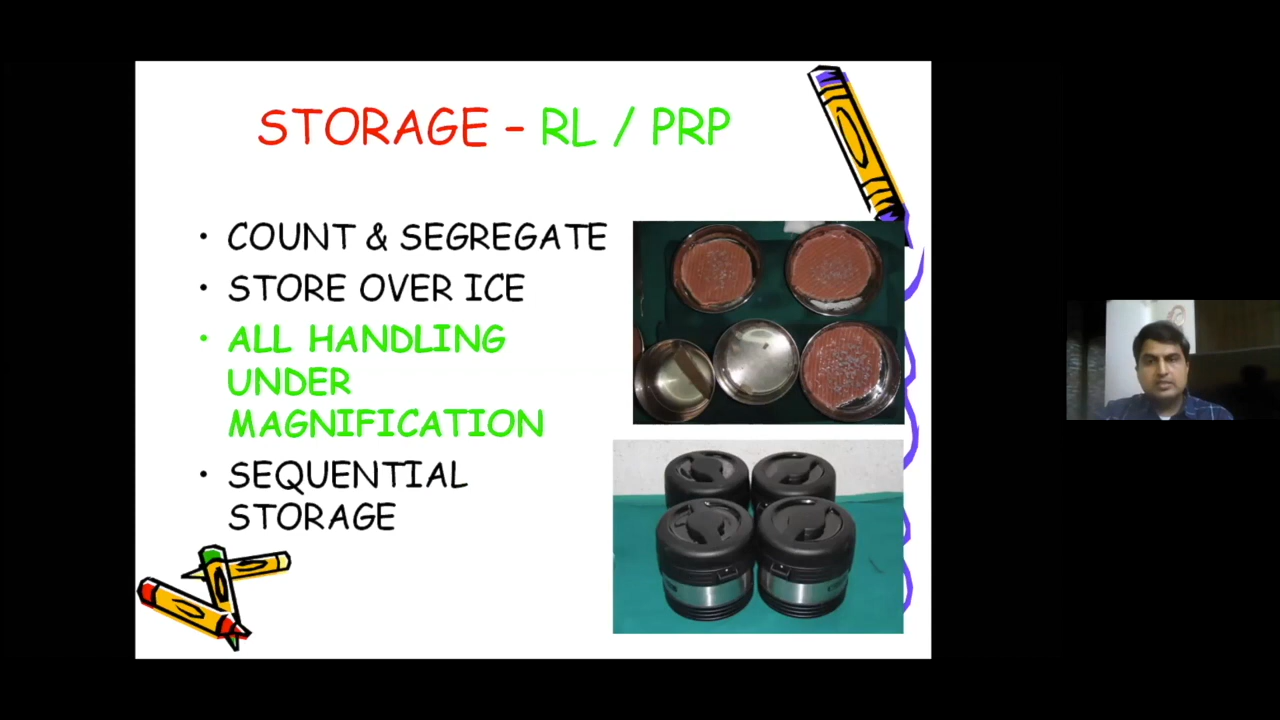 STORAGE – RL / PRP
• COUNT & SEGREGATE
• STORE OVER ICE
• ALL HANDLING
UNDER
MAGNIFICATION
• SEQUENTIAL
STORAGE